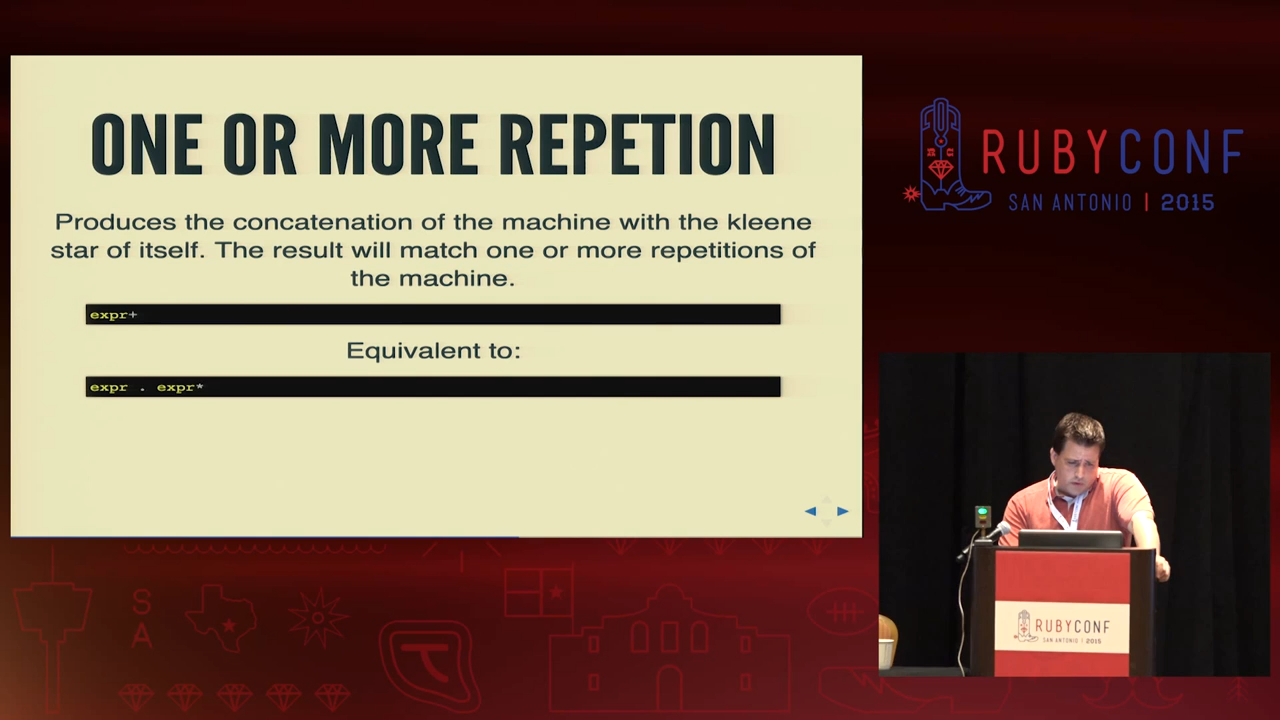 ONE OR MORE REPETION
Produces the concatenation of the machine with the kleene
star of itself. The result will match one or more repetitions of
the machine.
expr+
Equivalent to:
expr . expr*
RUBYCONF
SAN ANTONIO | 2015
S
A
RUBYCONF
SAN ANTONIO | 2015